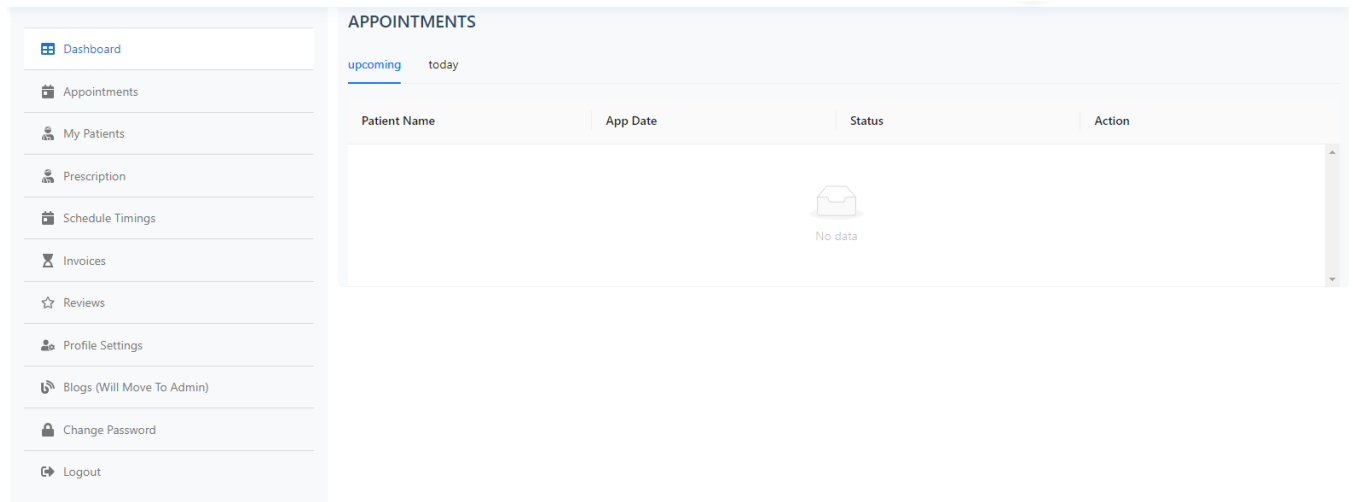 APPOINTMENTS
Dashboard
upcoming today
Appointments
Patient Name App Date Status Action
My Patients
Prescription
Schedule Timings
No data
Invoices
Reviews
Profile Settings
Blogs (Will Move To Admin)
Change Password
Logout